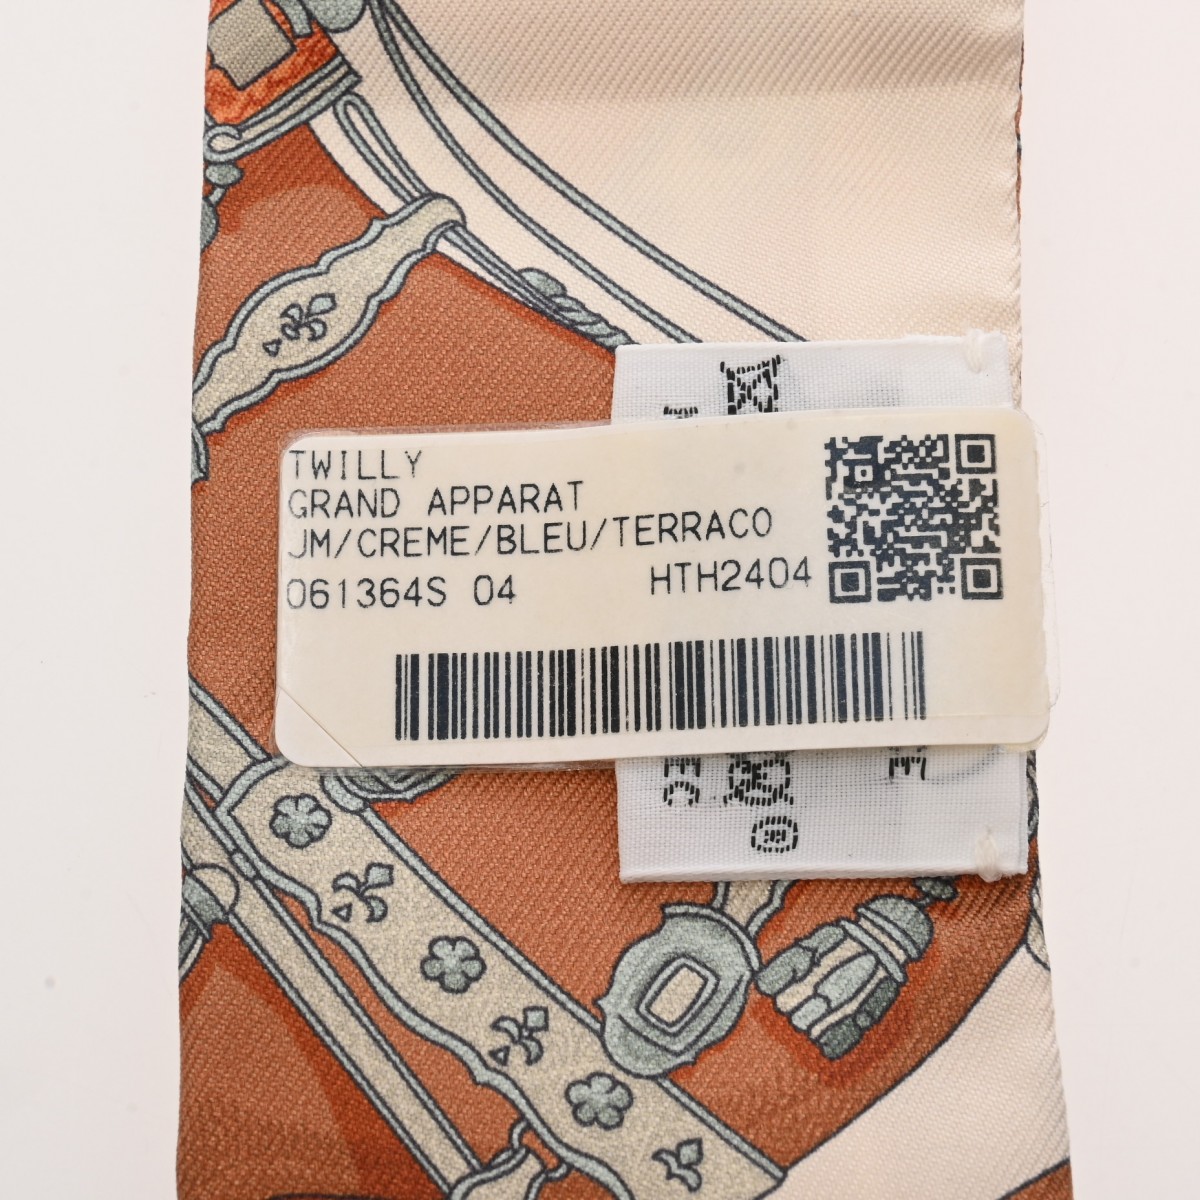 TWILLY
GRAND APPARAT
JM/CREME/BLEU/TERRACO
061364S 04 HTH2404